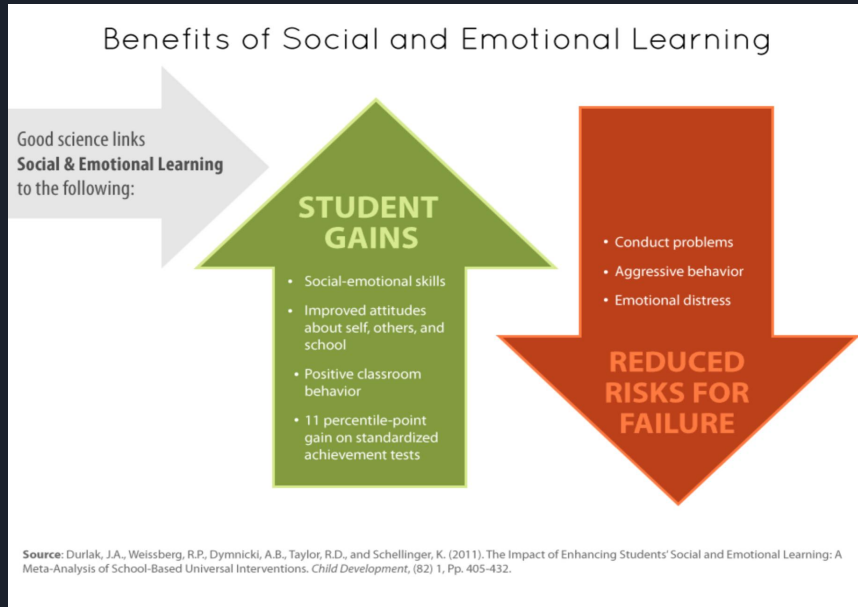 Benefits of Social and Emotional Learning
Good science links
Social & Emotional Learning
to the following:
STUDENT
GAINS
• Social-emotional skills
• Improved attitudes
about self, others, and
school
• Positive classroom
behavior
• 11 percentile-point
gain on standardized
achievement tests
• Conduct problems
• Aggressive behavior
• Emotional distress
REDUCED
RISKS FOR
FAILURE
Source: Durlak, J.A., Weissberg, R.P., Dymnicki, A.B., Taylor, R.D., and Schellinger, K. (2011). The Impact of Enhancing Students' Social and Emotional Learning: A
Meta-Analysis of School-Based Universal Interventions. Child Development, (82) 1, Pp. 405-432.